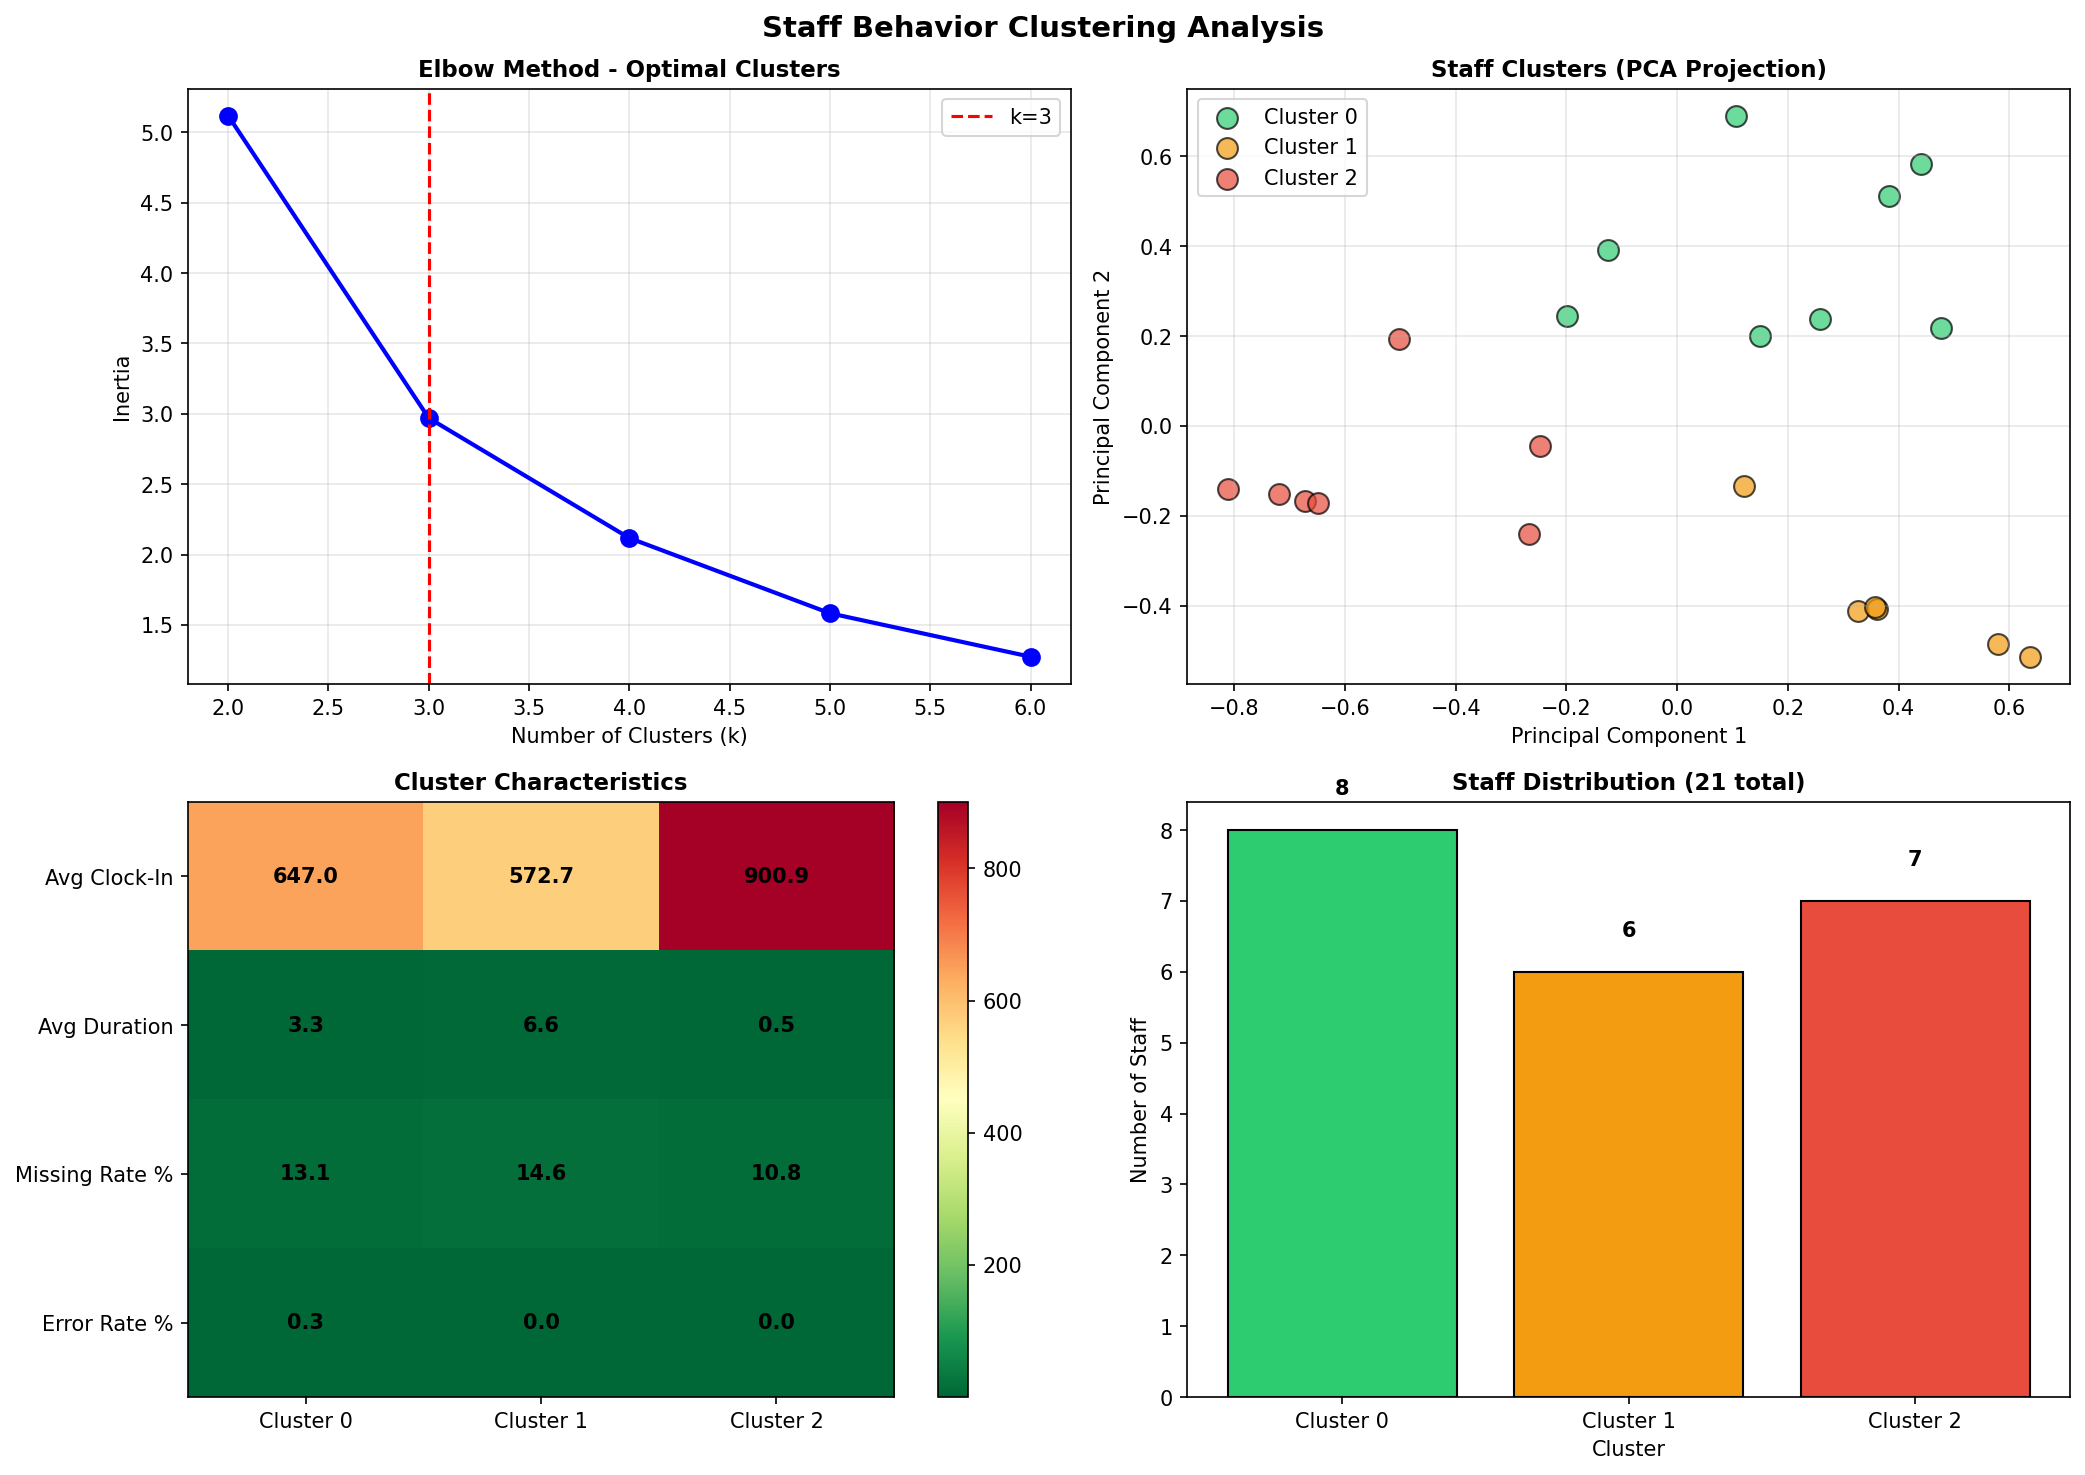 Staff Behavior Clustering Analysis
Elbow Method - Optimal Clusters
k=3
5.0
4.5
4.0
3.5
3.0
2.5
2.0
1.5
Inertia
2.0 2.5 3.0 3.5 4.0 4.5 5.0 5.5 6.0
Number of Clusters (k)
Staff Clusters (PCA Projection)
Cluster 0
Cluster 1
Cluster 2
0.6
0.4
0.2
0.0
−0.2
−0.4
Principal Component 2
−0.8 −0.6 −0.4 −0.2 0.0 0.2 0.4 0.6
Principal Component 1
Cluster Characteristics
Avg Clock-In 647.0 572.7 900.9
Avg Duration 3.3 6.6 0.5
Missing Rate % 13.1 14.6 10.8
Error Rate % 0.3 0.0 0.0
Cluster 0 Cluster 1 Cluster 2
800
600
400
200
Staff Distribution (21 total)
8
6
7
8
7
6
5
4
3
2
1
0
Number of Staff
Cluster 0 Cluster 1 Cluster 2
Cluster